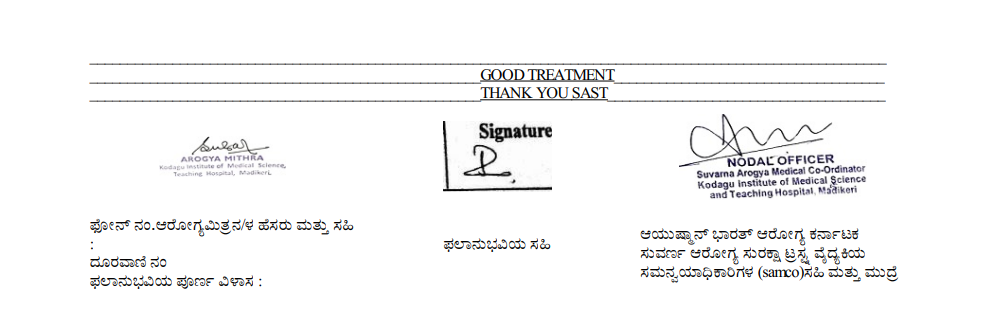 GOOD TREATMENT
THANK YOU SAST
AROGYA MITHRA
Kodagu Institute of Medical Science,
Teaching Hospital, Madikeri.
Signature
NODAL OFFICER
Suvarna Arogya Medical Co-Ordinator
Kodagu Institute of Medical Science
and Teaching Hospital, Madikeri
ಫೋನ್ ನಂ.ಆರೋಗ್ಯಮಿತ್ರನ/ಳ ಹೆಸರು ಮತ್ತು ಸಹಿ
:
ದೂರವಾಣಿ ನಂ
ಫಲಾನುಭವಿಯ ಪೂರ್ಣ ವಿಳಾಸ :
ಫಲಾನುಭವಿಯ ಸಹಿ
ಆಯುಷ್ಮಾನ್ ಭಾರತ್ ಆರೋಗ್ಯ ಕರ್ನಾಟಕ
ಸುವರ್ಣ ಆರೋಗ್ಯ ಸುರಕ್ಷಾ ಟ್ರಸ್ಟ್ನ ವೈದ್ಯಕಿಯ
ಸಮನ್ವಯಾಧಿಕಾರಿಗಳ (samco)ಸಹಿ ಮತ್ತು ಮುದ್ರೆ